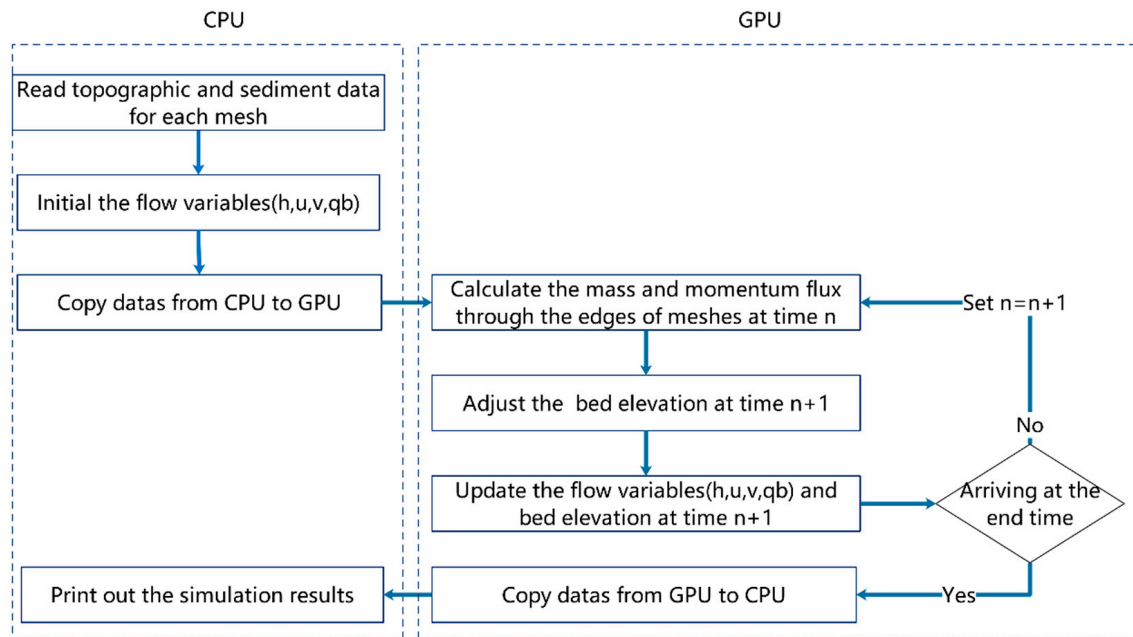 CPU
GPU
Read topographic and sediment data
for each mesh
Initial the flow variables(h,u,v,qb)
Copy datas from CPU to GPU
Calculate the mass and momentum flux
through the edges of meshes at time n
Set n=n+1
Adjust the bed elevation at time n+1
No
Update the flow variables(h,u,v,qb) and
bed elevation at time n+1
Arriving at the
end time
Print out the simulation results
Copy datas from GPU to CPU
Yes